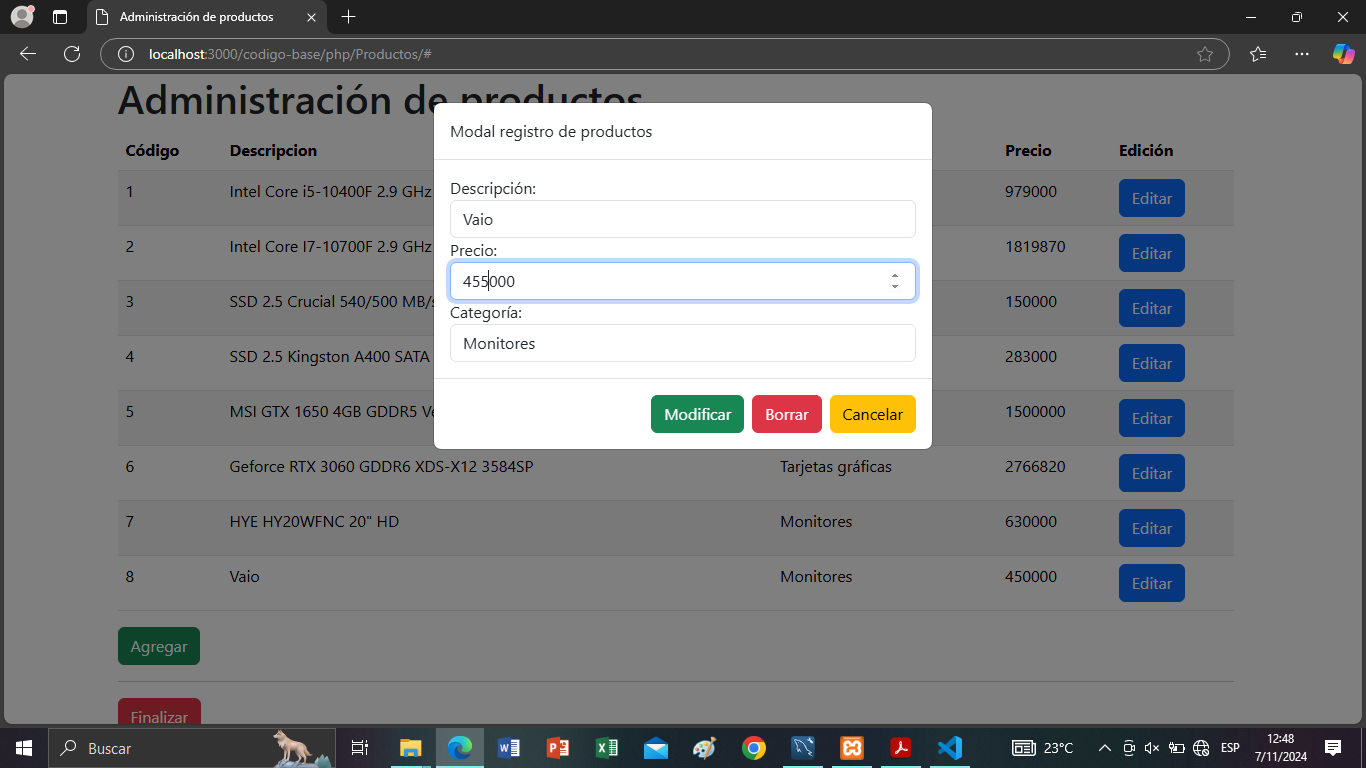 Administración de productos
localhost:3000/codigo-base/php/Productos/#
Administración de productos
Modal registro de productos
Descripción:
Vaio
Precio:
455000
Categoría:
Monitores
Modificar Borrar Cancelar
Código Descripcion Precio Edición
1 Intel Core i5-10400F 2.9 GHz 979000 Editar
2 Intel Core I7-10700F 2.9 GHz 1819870 Editar
3 SSD 2.5 Crucial 540/500 MB/s 150000 Editar
4 SSD 2.5 Kingston A400 SATA 283000 Editar
5 MSI GTX 1650 4GB GDDR5 1500000 Editar
6 Geforce RTX 3060 GDDR6 XDS-X12 3584SP Tarjetas gráficas 2766820 Editar
7 HYE HY20WFNC 20" HD Monitores 630000 Editar
8 Vaio Monitores 450000 Editar
Agregar
Finalizar
Buscar
23°C
ESP
12:48
7/11/2024